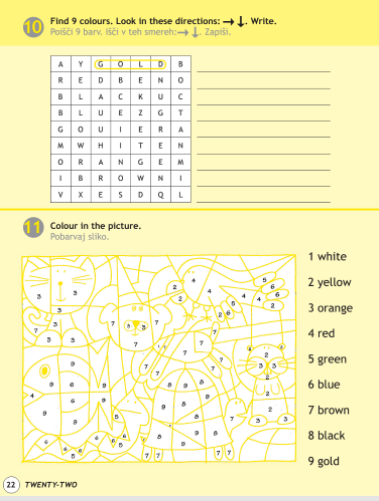 10 Find 9 colours. Look in these directions: → ↓. Write.
Poišči 9 barv. Išči v teh smereh: → ↓. Zapiši.
A Y G O L D B
R E D B E N O
B L A C K U C
B L U E Z G T
G O U I E R A
M W H I T E N
O R A N G E M
I B R O W N I
V X E S D Q L
11 Colour in the picture.
Pobarvaj sliko.
1 white
2 yellow
3 orange
4 red
5 green
6 blue
7 brown
8 black
9 gold
22 TWENTY-TWO